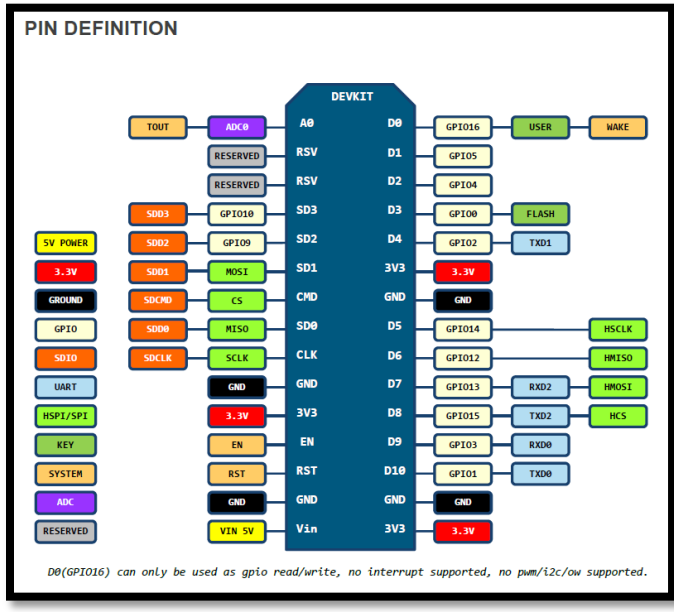 PIN DEFINITION
DEVKIT
TOUT ADC0 A0 D0 GPIO16 USER WAKE
RESERVED RSV D1 GPIO5
RESERVED RSV D2 GPIO4
SDD3 GPIO10 SD3 D3 GPIO0 FLASH
5V POWER SDD2 GPIO9 SD2 D4 GPIO2 TXD1
3.3V SDD1 MOSI SD1 3V3 3.3V
GROUND SDCMD CS CMD GND GND
GPIO SDD0 MISO SD0 D5 GPIO14 HSCLK
SDIO SDCLK SCLK CLK D6 GPIO12 HMISO
UART GND GND D7 GPIO13 RXD2 HMOSI
HSPI/SPI 3.3V 3V3 D8 GPIO15 TXD2 HCS
KEY EN EN D9 GPIO3 RXD0
SYSTEM RST RST D10 GPIO1 TXD0
ADC GND GND GND GND
RESERVED VIN 5V Vin 3V3 3.3V
D0(GPIO16) can only be used as gpio read/write, no interrupt supported, no pwm/i2c/ow supported.